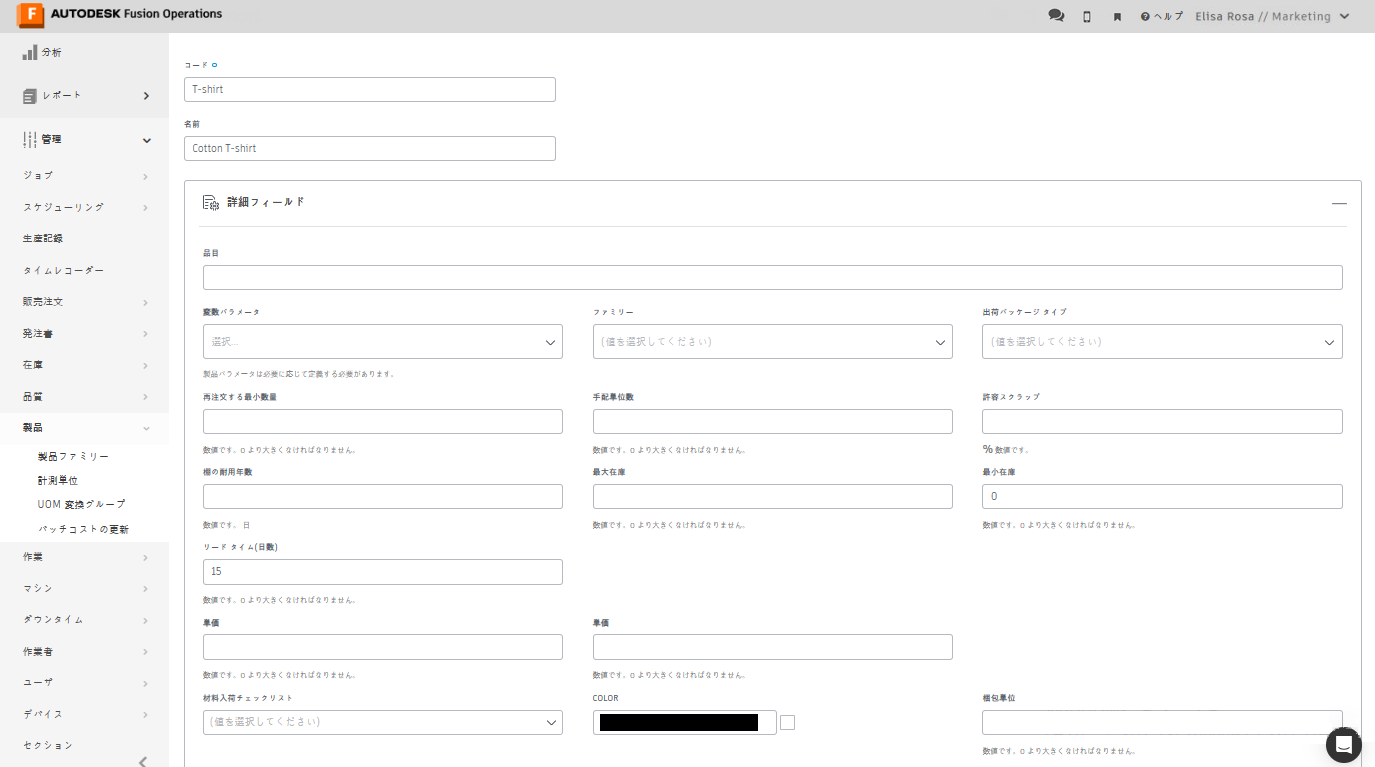 AUTODESK Fusion Operations
ヘルプ
Elisa Rosa // Marketing
分析
レポート
管理
ジョブ
スケジューリング
生産記録
タイムレコーダー
販売注文
発注書
在庫
品質
製品
製品ファミリー
計測単位
UOM 変換グループ
バッチコストの更新
作業
マシン
ダウンタイム
作業者
ユーザ
デバイス
セクション
コード
T-shirt
名前
Cotton T-shirt
詳細フィールド
品目
変数パラメータ
ファミリー
出荷パッケージ タイプ
選択...
(値を選択してください)
(値を選択してください)
製品パラメータは必要に応じて定義する必要があります。
再注文する最小数量
手配単位数
許容スクラップ
数値です。0 より大きくなければなりません。
数値です。0 より大きくなければなりません。
% 数値です。
棚の耐用年数
最大在庫
最小在庫
0
数値です。 日
数値です。0 より大きくなければなりません。
数値です。0 より大きくなければなりません。
リード タイム(日数)
15
数値です。0 より大きくなければなりません。
単価
単価
数値です。0 より大きくなければなりません。
数値です。0 より大きくなければなりません。
材料入荷チェックリスト
COLOR
梱包単位
(値を選択してください)
数値です。0 より大きくなければなりません。